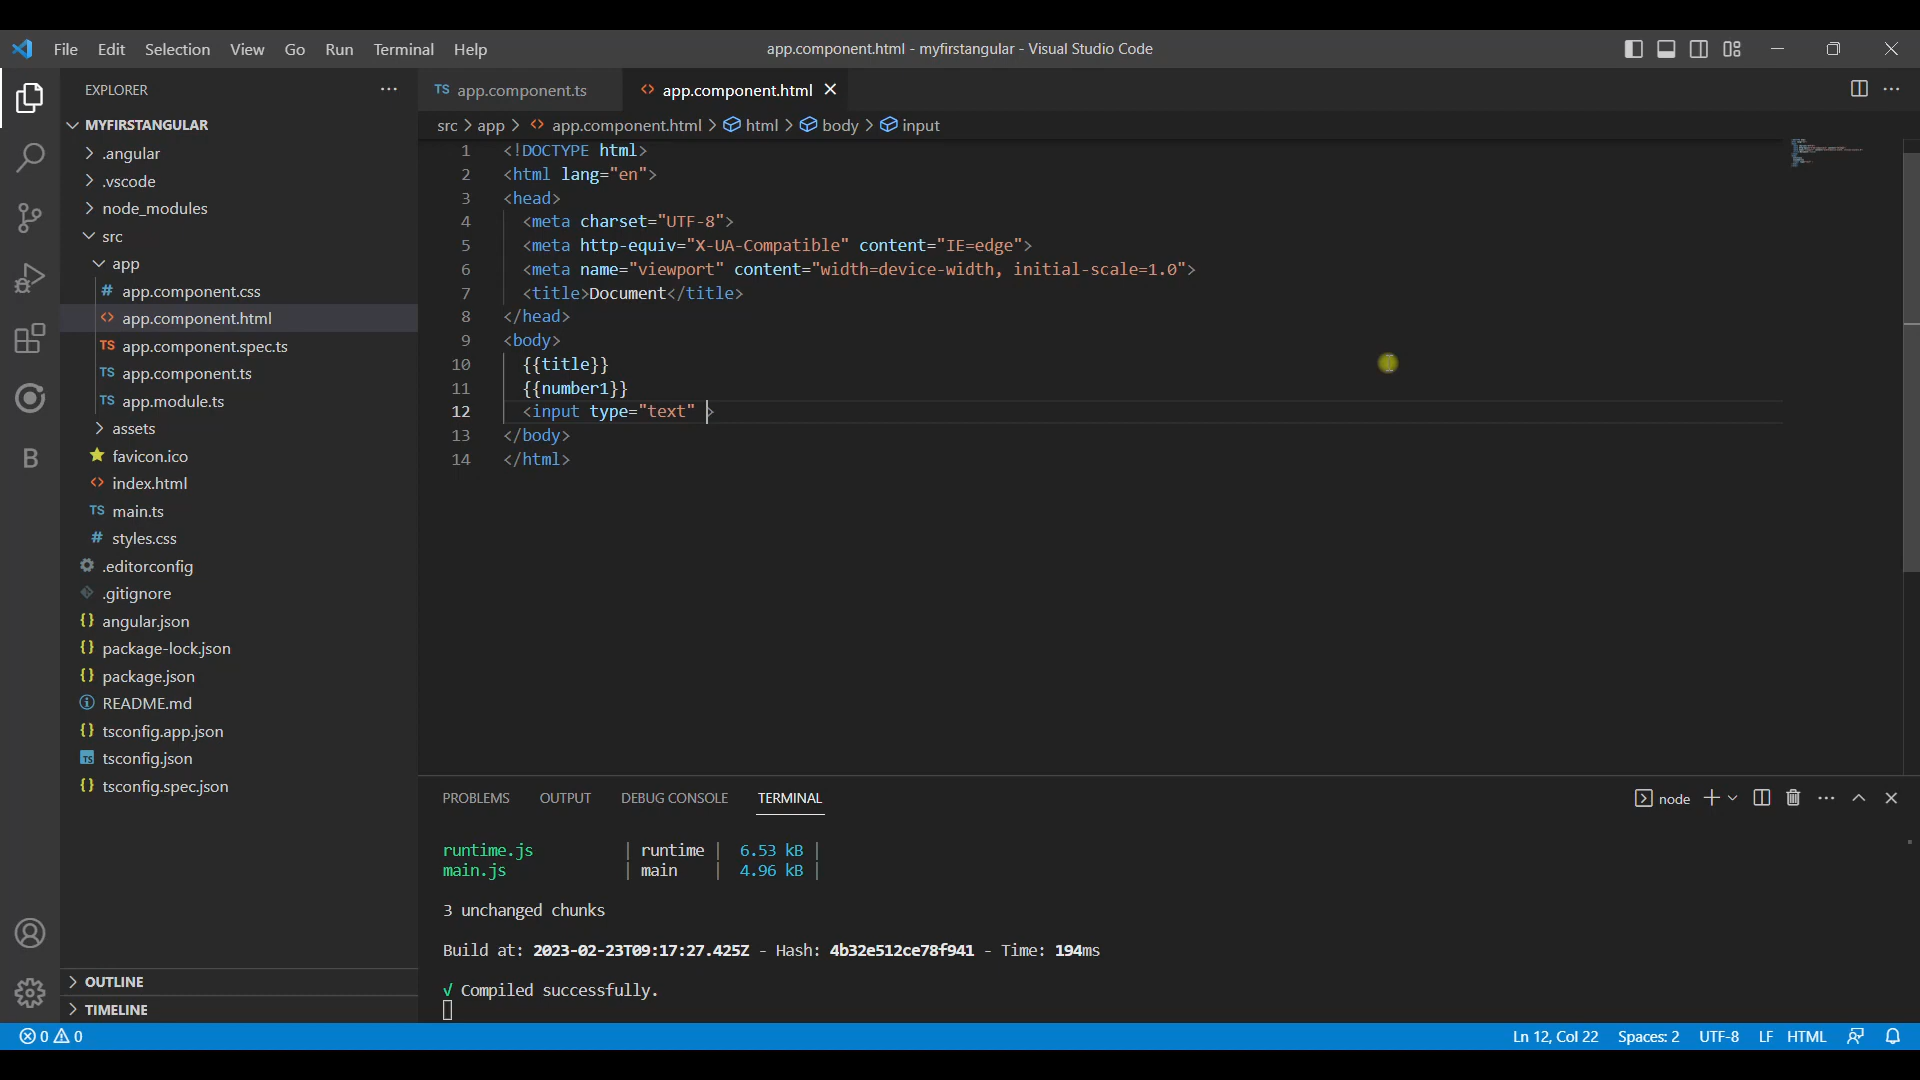 File Edit Selection View Go Run Terminal Help
app.component.html - myfirstangular - Visual Studio Code
EXPLORER
MYFIRSTANGULAR
.angular
.vscode
node_modules
src
app
# app.component.css
<> app.component.html
TS app.component.spec.ts
TS app.component.ts
TS app.module.ts
assets
favicon.ico
<> index.html
TS main.ts
# styles.css
.editorconfig
.gitignore
{} angular.json
{} package-lock.json
{} package.json
README.md
{} tsconfig.app.json
TS tsconfig.json
{} tsconfig.spec.json
OUTLINE
TIMELINE
B
TS app.component.ts
<> app.component.html
src > app > <> app.component.html > html > body > input
1 <!DOCTYPE html>
2 <html lang="en">
3 <head>
4 <meta charset="UTF-8">
5 <meta http-equiv="X-UA-Compatible" content="IE=edge">
6 <meta name="viewport" content="width=device-width, initial-scale=1.0">
7 <title>Document</title>
8 </head>
9 <body>
10 {{title}}
11 {{number1}}
12 <input type="text" >
13 </body>
14 </html>
PROBLEMS OUTPUT DEBUG CONSOLE TERMINAL
node
runtime.js | runtime | 6.53 kB |
main.js | main | 4.96 kB |
3 unchanged chunks
Build at: 2023-02-23T09:17:27.425Z - Hash: 4b32e512ce78f941 - Time: 194ms
√ Compiled successfully.
0 0
Ln 12, Col 22 Spaces: 2 UTF-8 LF HTML